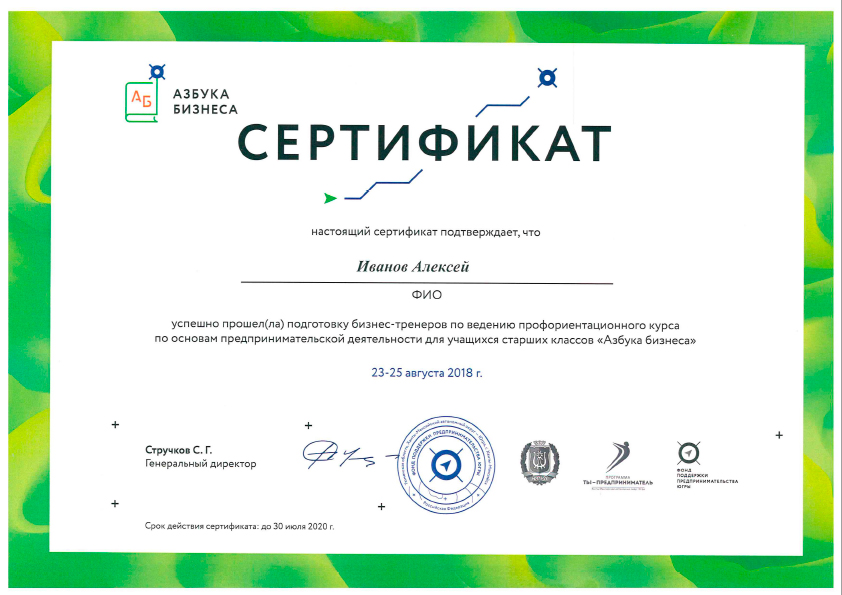 АБ
АЗБУКА
БИЗНЕСА
СЕРТИФИКАТ
настоящий сертификат подтверждает, что
Иванов Алексей
ФИО
успешно прошел(ла) подготовку бизнес-тренеров по ведению профориентационного курса
по основам предпринимательской деятельности для учащихся старших классов «Азбука бизнеса»
23-25 августа 2018 г.
Стручков С. Г.
Генеральный директор
ФОНД ПОДДЕРЖКИ ПРЕДПРИНИМАТЕЛЬСТВА ЮГРЫ
Российская Федерация
ПРОГРАММА
ТЫ—ПРЕДПРИНИМАТЕЛЬ
ФОНД
ПОДДЕРЖКИ
ПРЕДПРИНИМАТЕЛЬСТВА
ЮГРЫ
Срок действия сертификата: до 30 июля 2020 г.